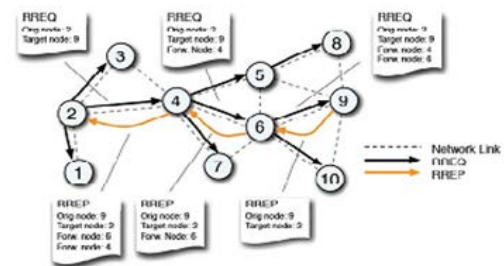 RREQ
Orig node: 2
Target node: 9
RREQ
Orig node: 2
Target node: 9
Forw. Node: 4
RREQ
Orig node: 2
Target node: 9
Forw node: 4
Forw node: 6
3
8
5
2
4
9
6
1
7
10
Network Link
RREQ
RREP
RREP
Orig node: 9
Target node: 2
Forw. node: 6
Forw node: 4
RREP
Orig node: 9
Target node: 2
Forw. Node: 6
RREP
Orig node: 9
Target node: 2